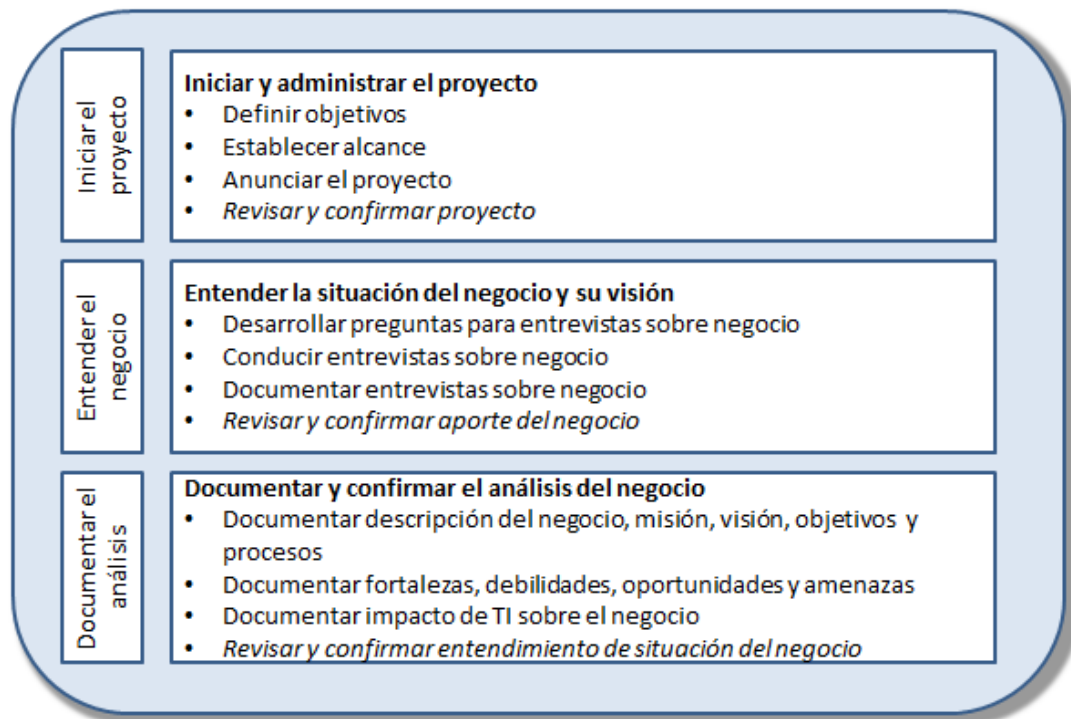 Iniciar el
proyecto
Iniciar y administrar el proyecto
• Definir objetivos
• Establecer alcance
• Anunciar el proyecto
• Revisar y confirmar proyecto
Entender el
negocio
Entender la situación del negocio y su visión
• Desarrollar preguntas para entrevistas sobre negocio
• Conducir entrevistas sobre negocio
• Documentar entrevistas sobre negocio
• Revisar y confirmar aporte del negocio
Documentar el
análisis
Documentar y confirmar el análisis del negocio
• Documentar descripción del negocio, misión, visión, objetivos y
procesos
• Documentar fortalezas, debilidades, oportunidades y amenazas
• Documentar impacto de TI sobre el negocio
• Revisar y confirmar entendimiento de situación del negocio